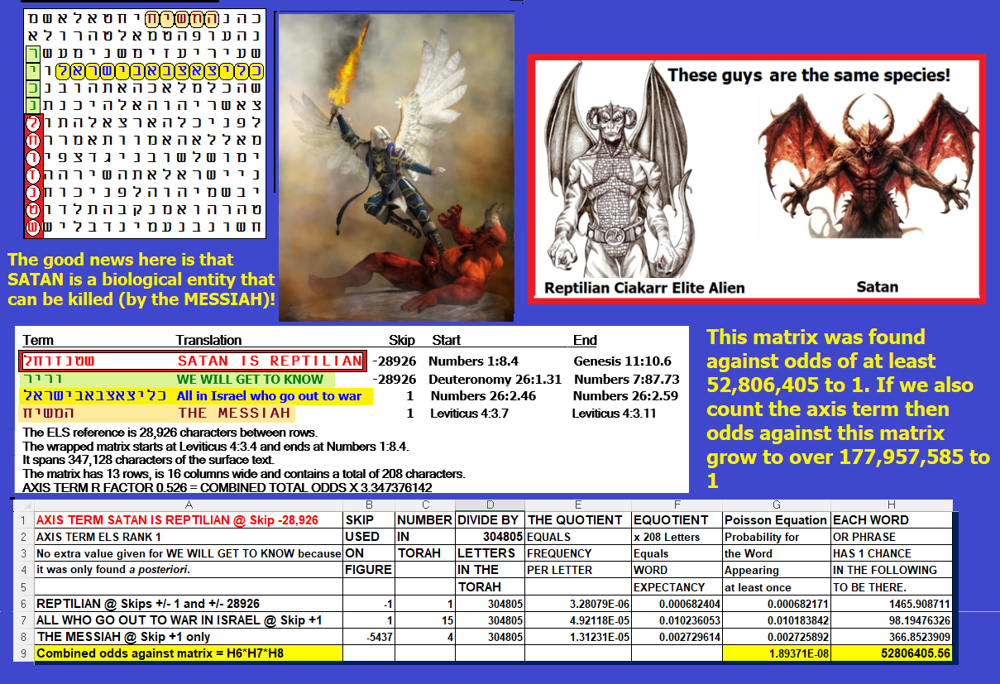 כהנהמשיחיחטאלאשמ
נהעופהטמאלטהרולא
שעיריעזימשנימעשר
כליצאצבאבישראלוי
שהכלמלאכהאתהרבנכ
צאשריהוהאלהיכנתנ
לפניכלהארצאלהתול
מאללאהאמרותאמררח
ימושלשובניגדצפיו
ניישראלאתהשירההז
יבשמיהוהלפניכוחנ
טהרהואמנקבהתלדוט
חשונבנעמינדבלישש
The good news here is that
SATAN is a biological entity that
can be killed (by the MESSIAH)!
These guys are the same species!
Reptilian Ciakarr Elite Alien
Satan
Term Translation Skip Start End
שטנזוחל SATAN IS REPTILIAN -28926 Numbers 1:8.4 Genesis 11:10.6
נכיר WE WILL GET TO KNOW -28926 Deuteronomy 26:1.31 Numbers 7:87.73
כליצאצבאבישראל All in Israel who go out to war 1 Numbers 26:2.46 Numbers 26:2.59
המשיח THE MESSIAH 1 Leviticus 4:3.7 Leviticus 4:3.11
The ELS reference is 28,926 characters between rows.
The wrapped matrix starts at Leviticus 4:3.4 and ends at Numbers 1:8.4.
It spans 347,128 characters of the surface text.
The matrix has 13 rows, is 16 columns wide and contains a total of 208 characters.
AXIS TERM R FACTOR 0.526 = COMBINED TOTAL ODDS X 3.347376142
This matrix was found
against odds of at least
52,806,405 to 1. If we also
count the axis term then
odds against this matrix
grow to over 177,957,585 to
1
A B C D E F G H
1 AXIS TERM SATAN IS REPTILIAN @ Skip -28,926 SKIP NUMBER DIVIDE BY THE QUOTIENT EQUOTIENT Poisson Equation EACH WORD
2 AXIS TERM ELS RANK 1 USED IN 304805 EQUALS x 208 Letters Probability for OR PHRASE
3 No extra value given for WE WILL GET TO KNOW because ON TORAH LETTERS FREQUENCY Equals the Word HAS 1 CHANCE
4 it was only found a posteriori. FIGURE IN THE PER LETTER WORD Appearing IN THE FOLLOWING
5 TORAH EXPECTANCY at least once TO BE THERE.
6 REPTILIAN @ Skips +/- 1 and +/- 28926 -1 1 304805 3.28079E-06 0.000682404 0.000682171 1465.908711
7 ALL WHO GO OUT TO WAR IN ISRAEL @ Skip +1 1 15 304805 4.92118E-05 0.010236053 0.010183842 98.19476326
8 THE MESSIAH @ Skip +1 only -5437 4 304805 1.31231E-05 0.002729614 0.002725892 366.8523909
9 Combined odds against matrix = H6*H7*H8 1.89371E-08 52806405.56